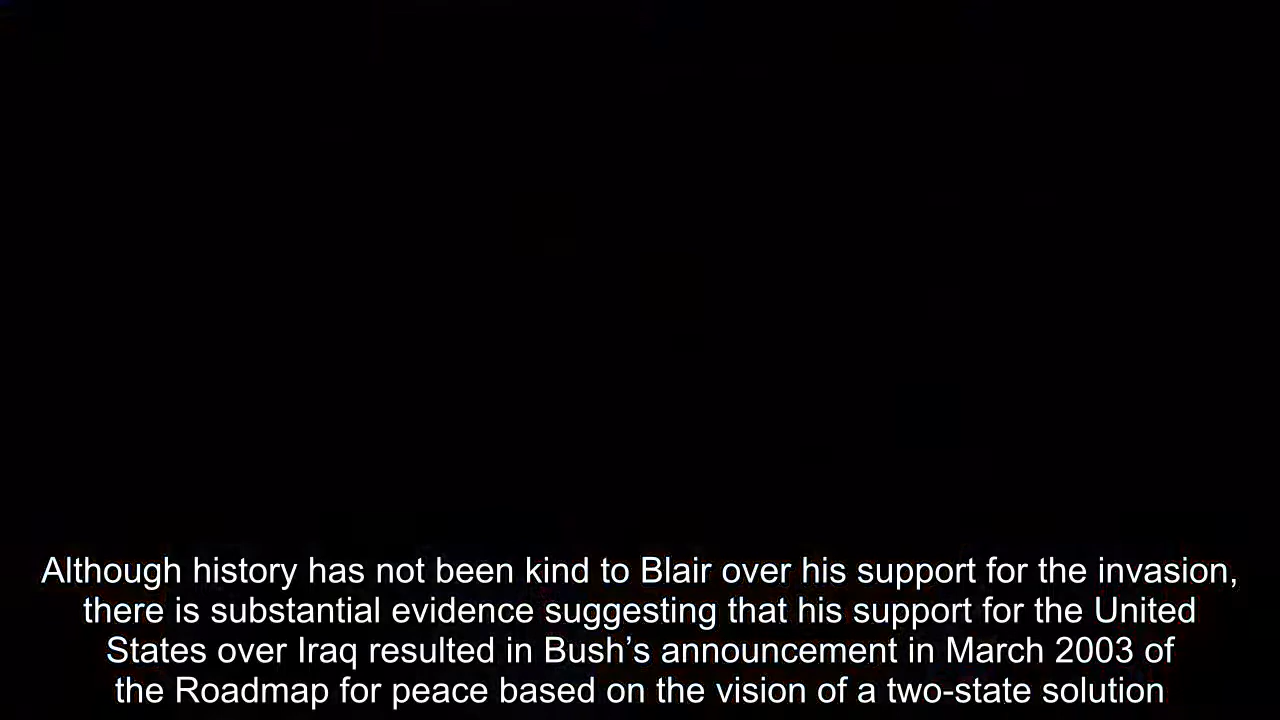 Although history has not been kind to Blair over his support for the invasion,
there is substantial evidence suggesting that his support for the United
States over Iraq resulted in Bush’s announcement in March 2003 of
the Roadmap for peace based on the vision of a two-state solution